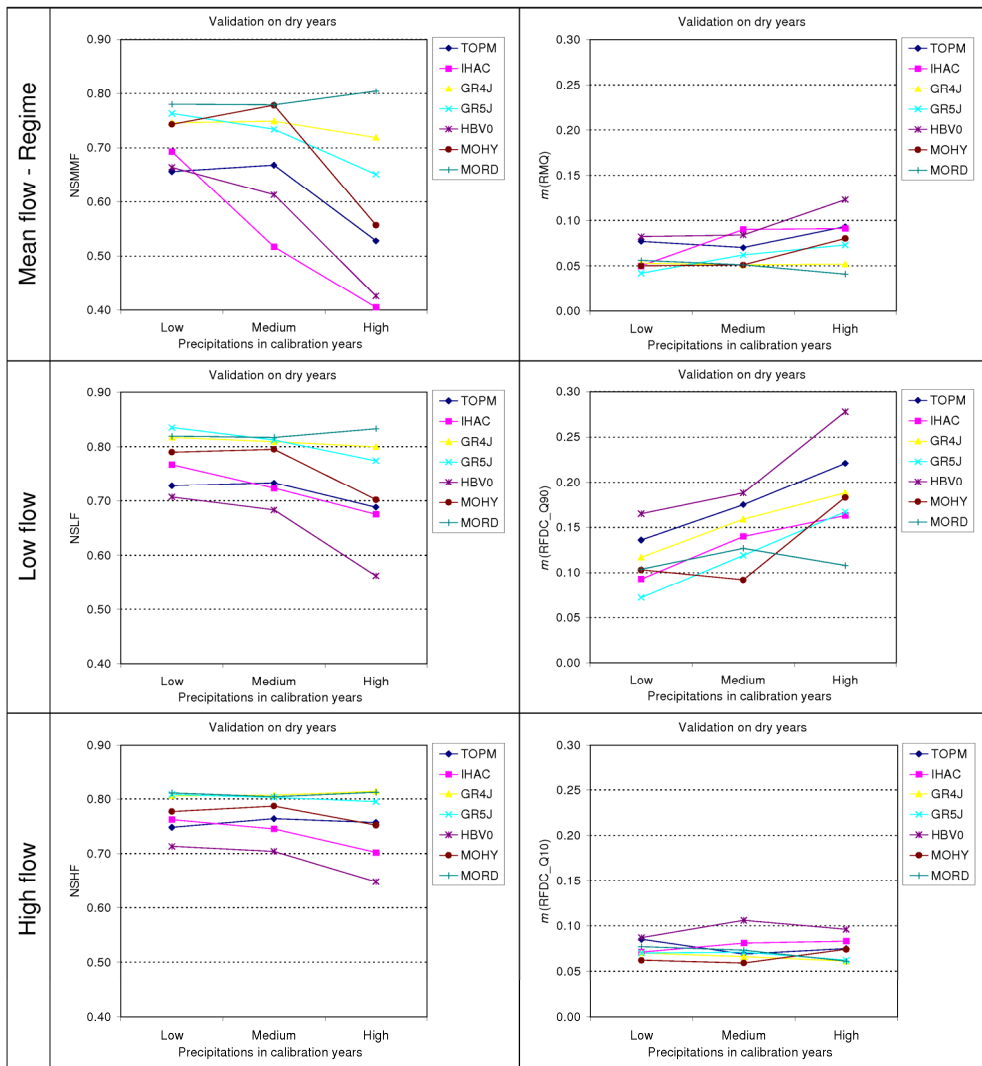 Mean flow - Regime
Validation on dry years
0.90
0.80
0.70
0.60
0.50
0.40
NSMMF
Low Medium High
Precipitations in calibration years
TOPM
IHAC
GR4J
GR5J
HBV0
MOHY
MORD
Validation on dry years
0.30
0.25
0.20
0.15
0.10
0.05
0.00
m(RMQ)
Low Medium High
Precipitations in calibration years
TOPM
IHAC
GR4J
GR5J
HBV0
MOHY
MORD
Low flow
Validation on dry years
0.90
0.80
0.70
0.60
0.50
0.40
NSLF
Low Medium High
Precipitations in calibration years
TOPM
IHAC
GR4J
GR5J
HBV0
MOHY
MORD
Validation on dry years
0.30
0.25
0.20
0.15
0.10
0.05
0.00
m(RFDC_Q90)
Low Medium High
Precipitations in calibration years
TOPM
IHAC
GR4J
GR5J
HBV0
MOHY
MORD
High flow
Validation on dry years
0.90
0.80
0.70
0.60
0.50
0.40
NSHF
Low Medium High
Precipitations in calibration years
TOPM
IHAC
GR4J
GR5J
HBV0
MOHY
MORD
Validation on dry years
0.30
0.25
0.20
0.15
0.10
0.05
0.00
m(RFDC_Q10)
Low Medium High
Precipitations in calibration years
TOPM
IHAC
GR4J
GR5J
HBV0
MOHY
MORD